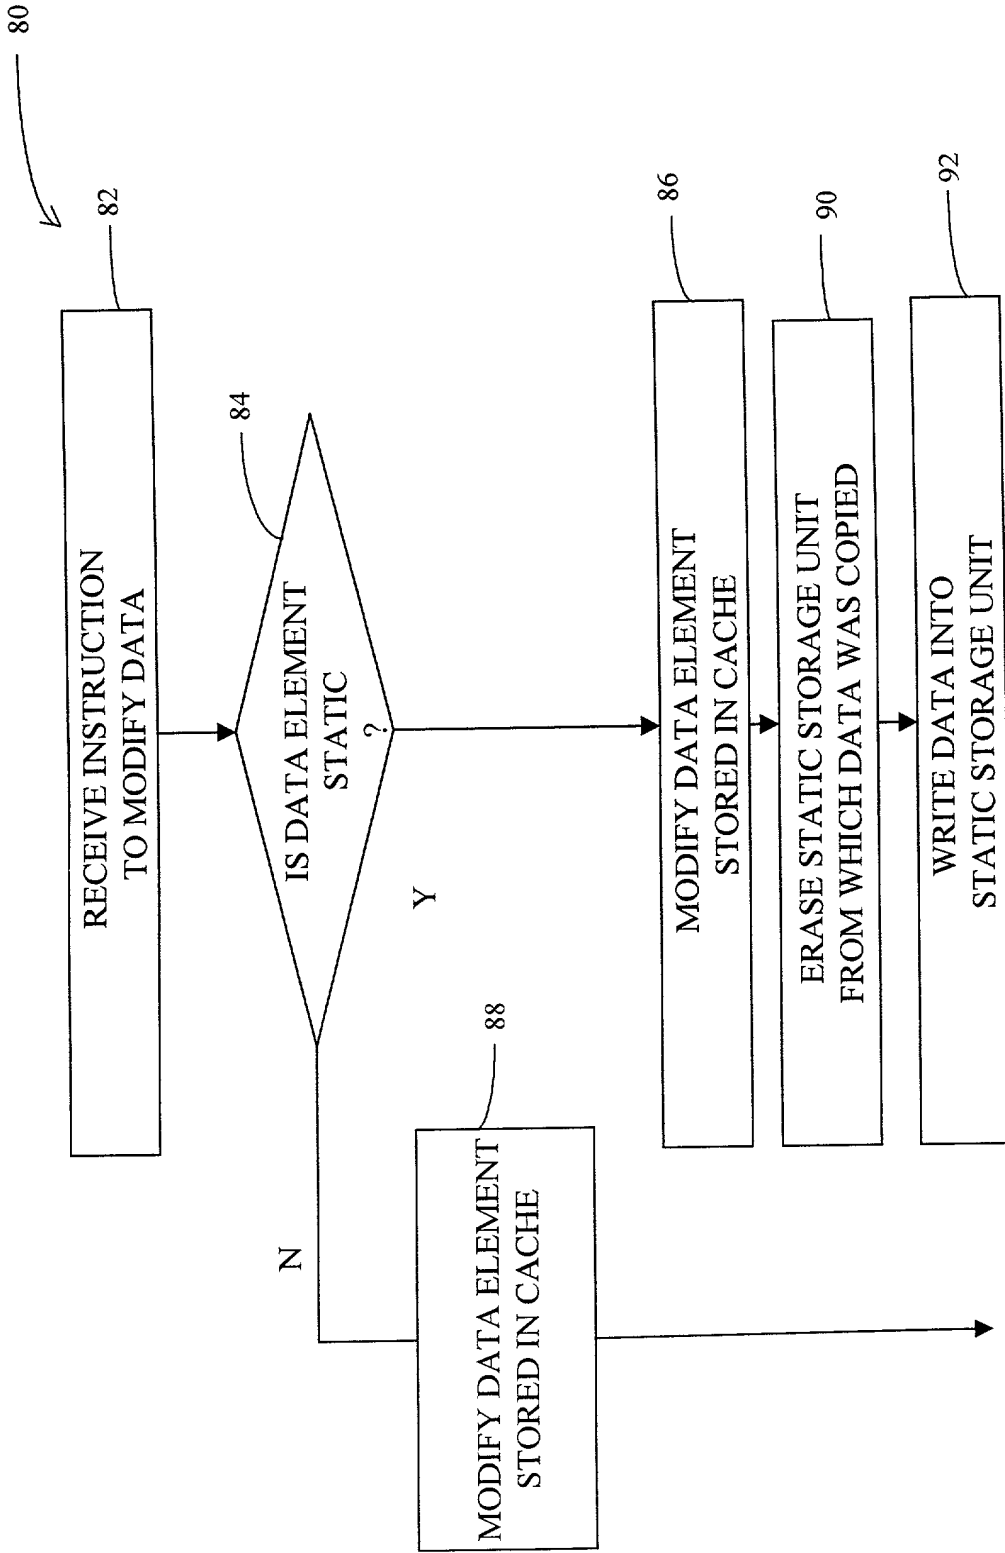 80
RECEIVE INSTRUCTION
TO MODIFY DATA
82
IS DATA ELEMENT
STATIC
?
84
N
Y
MODIFY DATA ELEMENT
STORED IN CACHE
88
MODIFY DATA ELEMENT
STORED IN CACHE
86
ERASE STATIC STORAGE UNIT
FROM WHICH DATA WAS COPIED
90
WRITE DATA INTO
STATIC STORAGE UNIT
92